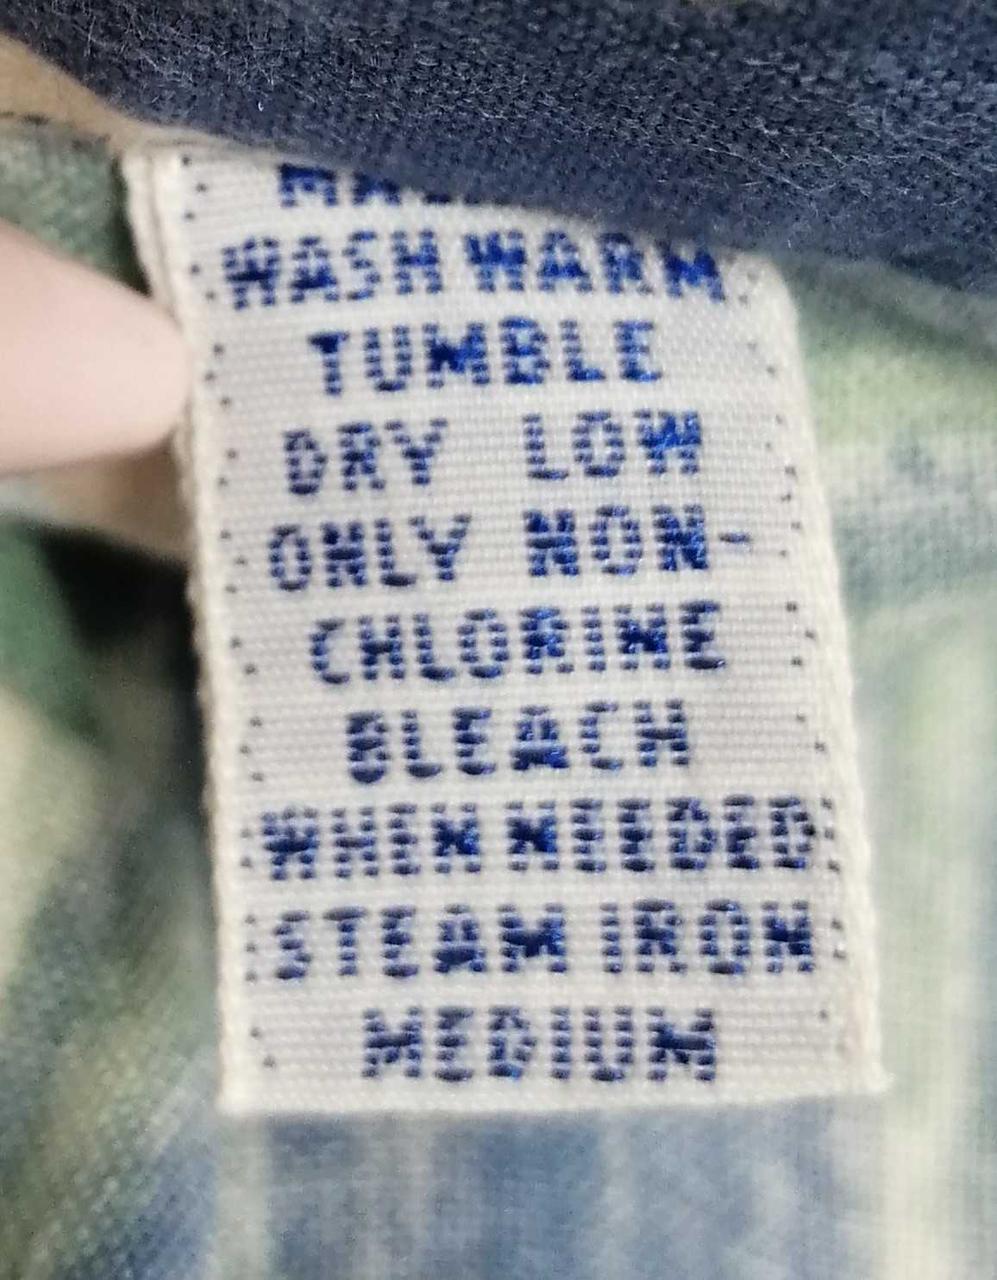 WASH WARM
TUMBLE
DRY LOW
ONLY NON-
CHLORINE
BLEACH
WHEN NEEDED
STEAM IRON
MEDIUM